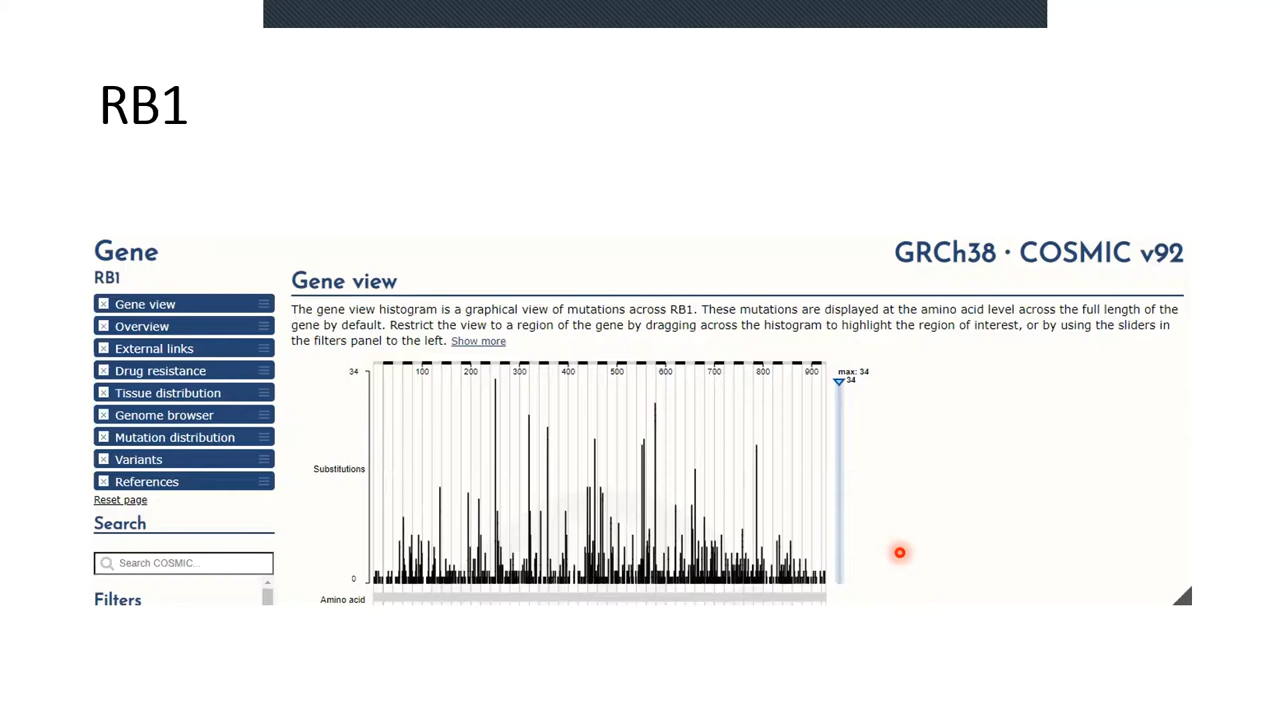 RB1
Gene
GRCh38 · COSMIC v92
RB1
Gene view
Overview
External links
Drug resistance
Tissue distribution
Genome browser
Mutation distribution
Variants
References
Reset page
Search
Search COSMIC...
Filters
Gene view
The gene view histogram is a graphical view of mutations across RB1. These mutations are displayed at the amino acid level across the full length of the
gene by default. Restrict the view to a region of the gene by dragging across the histogram to highlight the region of interest, or by using the sliders in
the filters panel to the left. Show more
34 100 200 300 400 500 600 700 800 900 max: 34
34
Substitutions
0
Amino acid